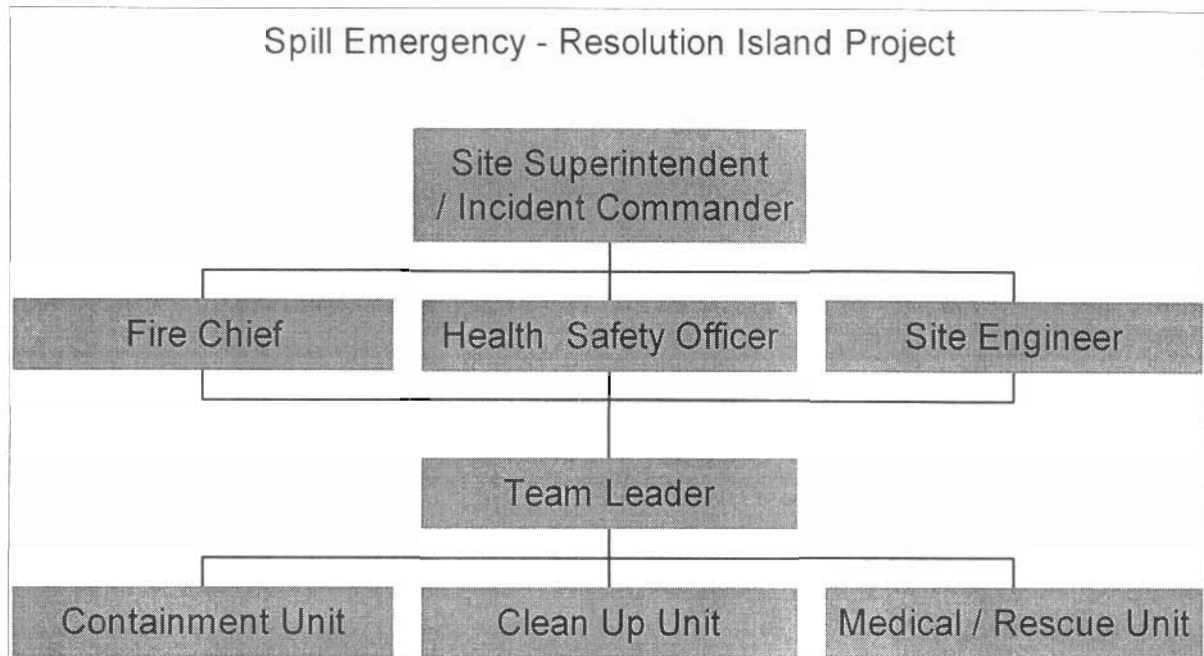 Spill Emergency - Resolution Island Project
Site Superintendent
/ Incident Commander
Fire Chief
Health Safety Officer
Site Engineer
Team Leader
Containment Unit
Clean Up Unit
Medical / Rescue Unit